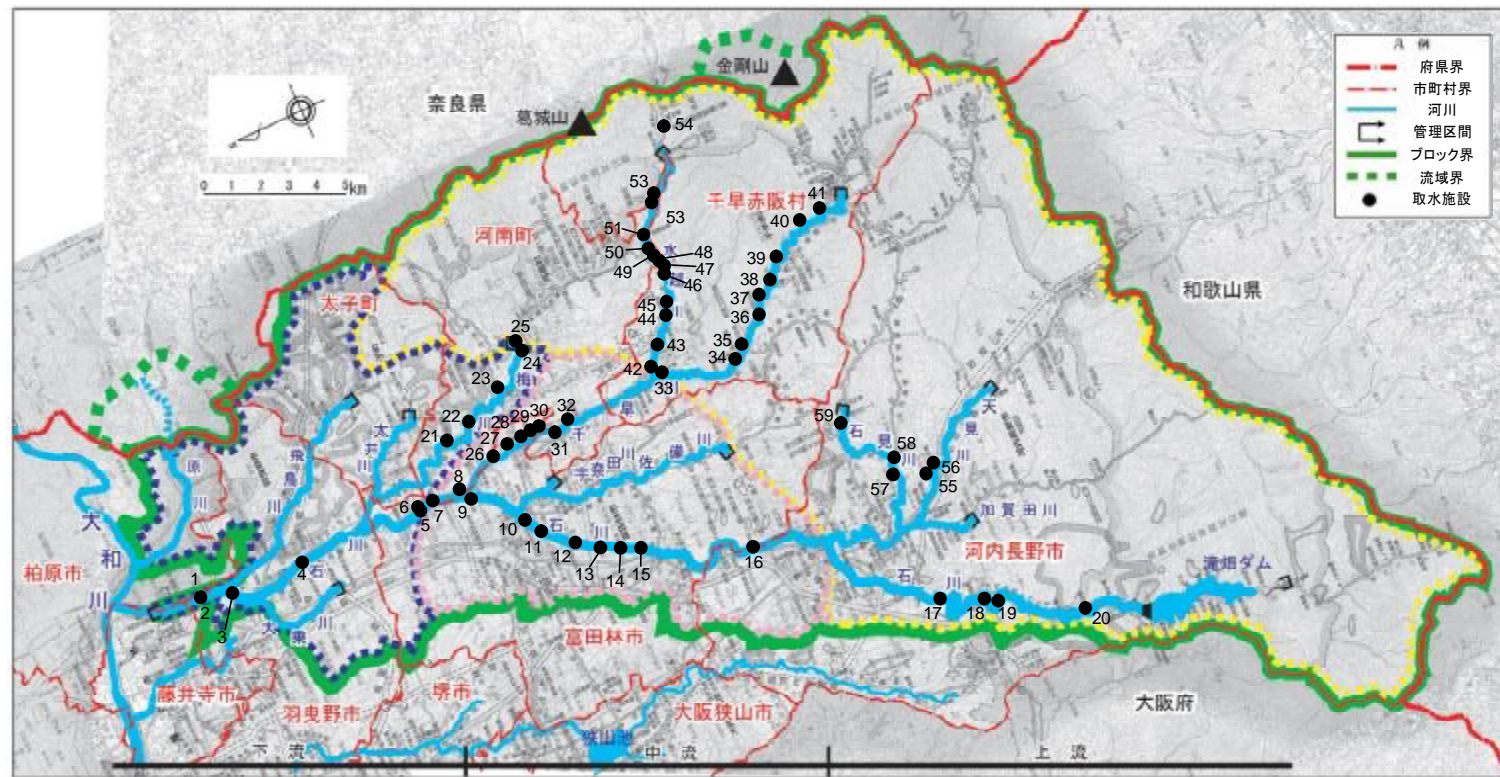 凡例
府県界
市町村界
河川
管理区間
ブロック界
流域界
取水施設
金剛山
奈良県
葛城山
0 1 2 3 4 5km
54
53
千早赤阪村
41
40
53
河南町
51
50
水
48
49
47
46
越
39
38
37
36
和歌山県
太子町
45
44
川
25
24
43
35
34
42
33
23
梅
川
早
22
21
28
29
30
32
27
31
千
26
59
石
見
川
58
57
天
見
川
56
55
太
井
川
飛
鳥
川
原
川
宇奈田川
佐備川
8
9
6
5
7
10
11
石
川
12
13
14
15
16
加賀田川
河内長野市
大
和
川
柏原市
1
2
3
4
石
川
大
乗
川
石
川
17
18
19
20
滝畑ダム
藤井寺市
羽曳野市
堺市
富田林市
大阪狭山市
狭山池
大阪府
下流
中流
上流